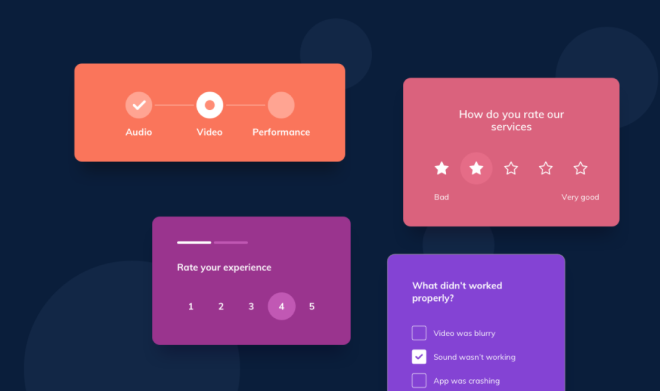 Audio
Video
Performance
How do you rate our
services
Bad
Very good
Rate your experience
1 2 3 4 5
What didn't worked
properly?
Video was blurry
Sound wasn't working
App was crashing